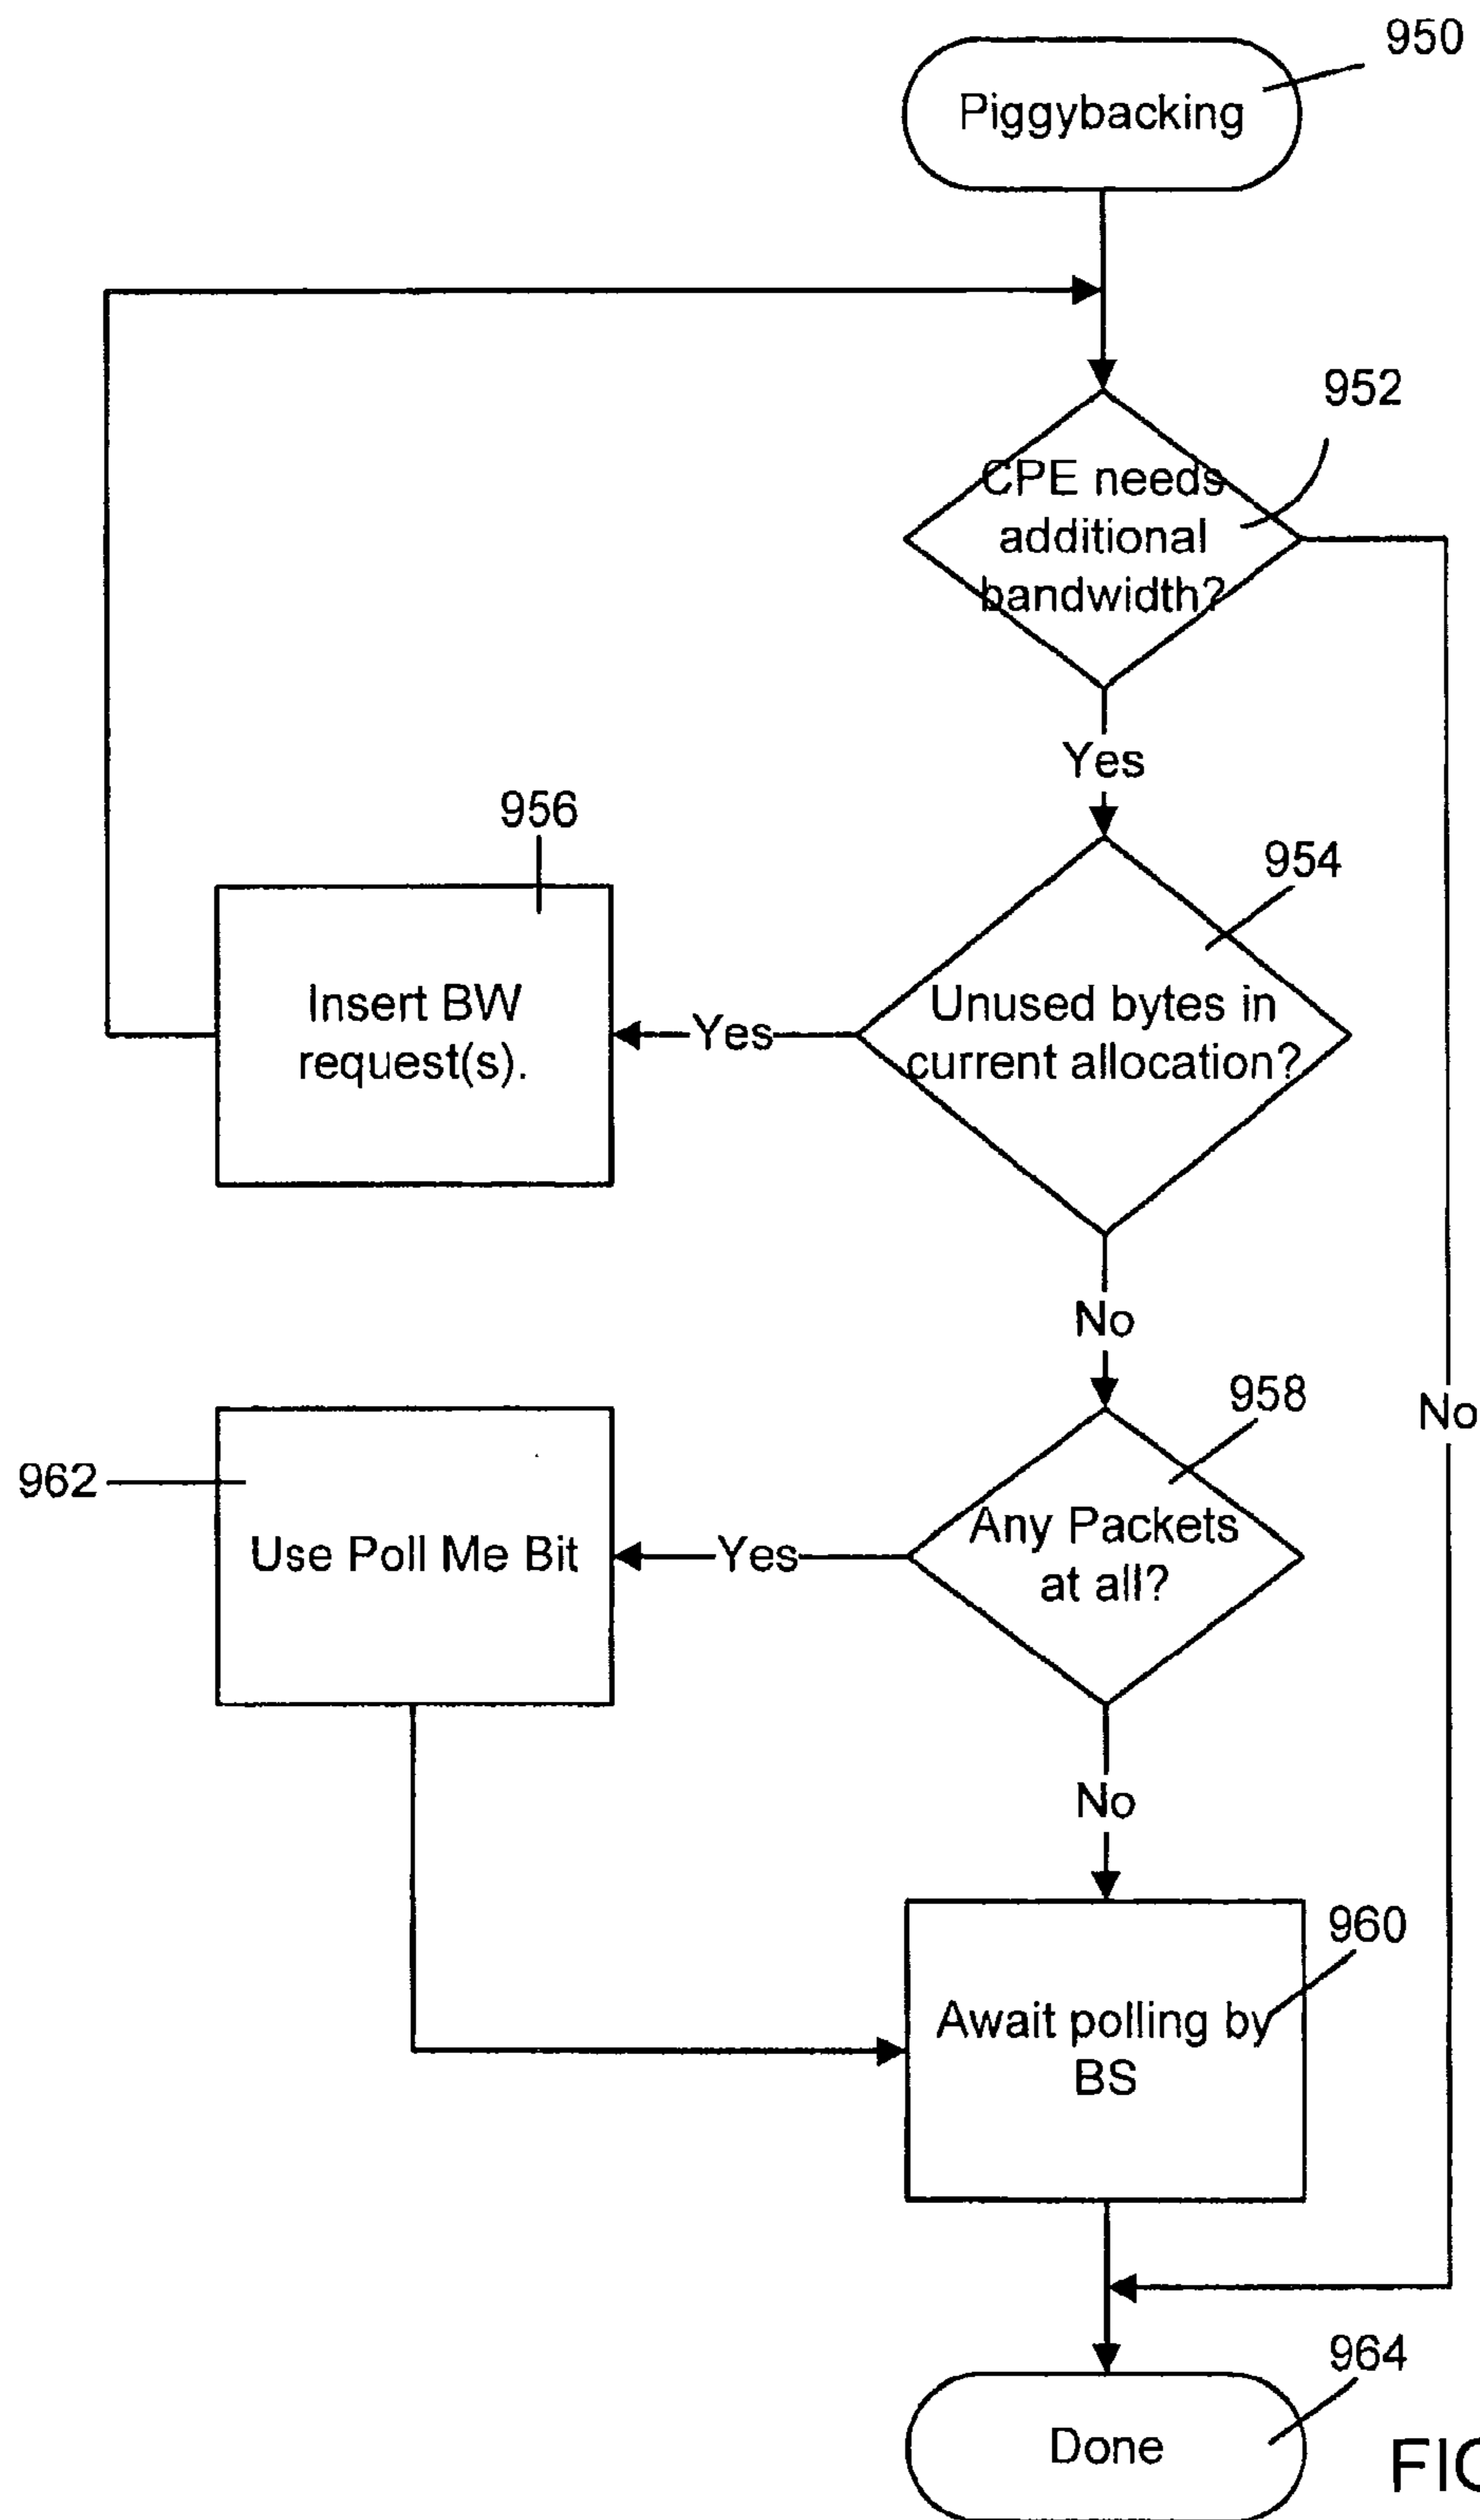 950
Piggybacking
952
CPE needs
additional
bandwidth?
Yes
956
954
Insert BW
request(s).
Yes
Unused bytes in
current allocation?
No
958
No
962
Use Poll Me Bit
Yes
Any Packets
at all?
No
960
Await polling by
BS
964
Done